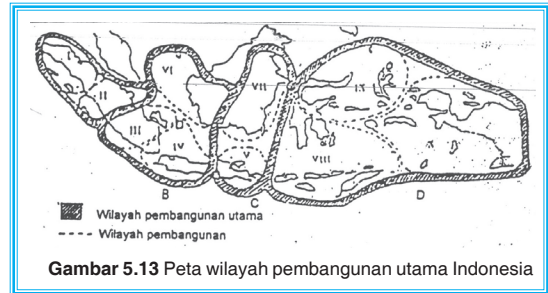 I
II
VI
VII
IX
III
IV
V
VIII
X
B
C
D
Wilayah pembangunan utama
Wilayah pembangunan
Gambar 5.13 Peta wilayah pembangunan utama Indonesia